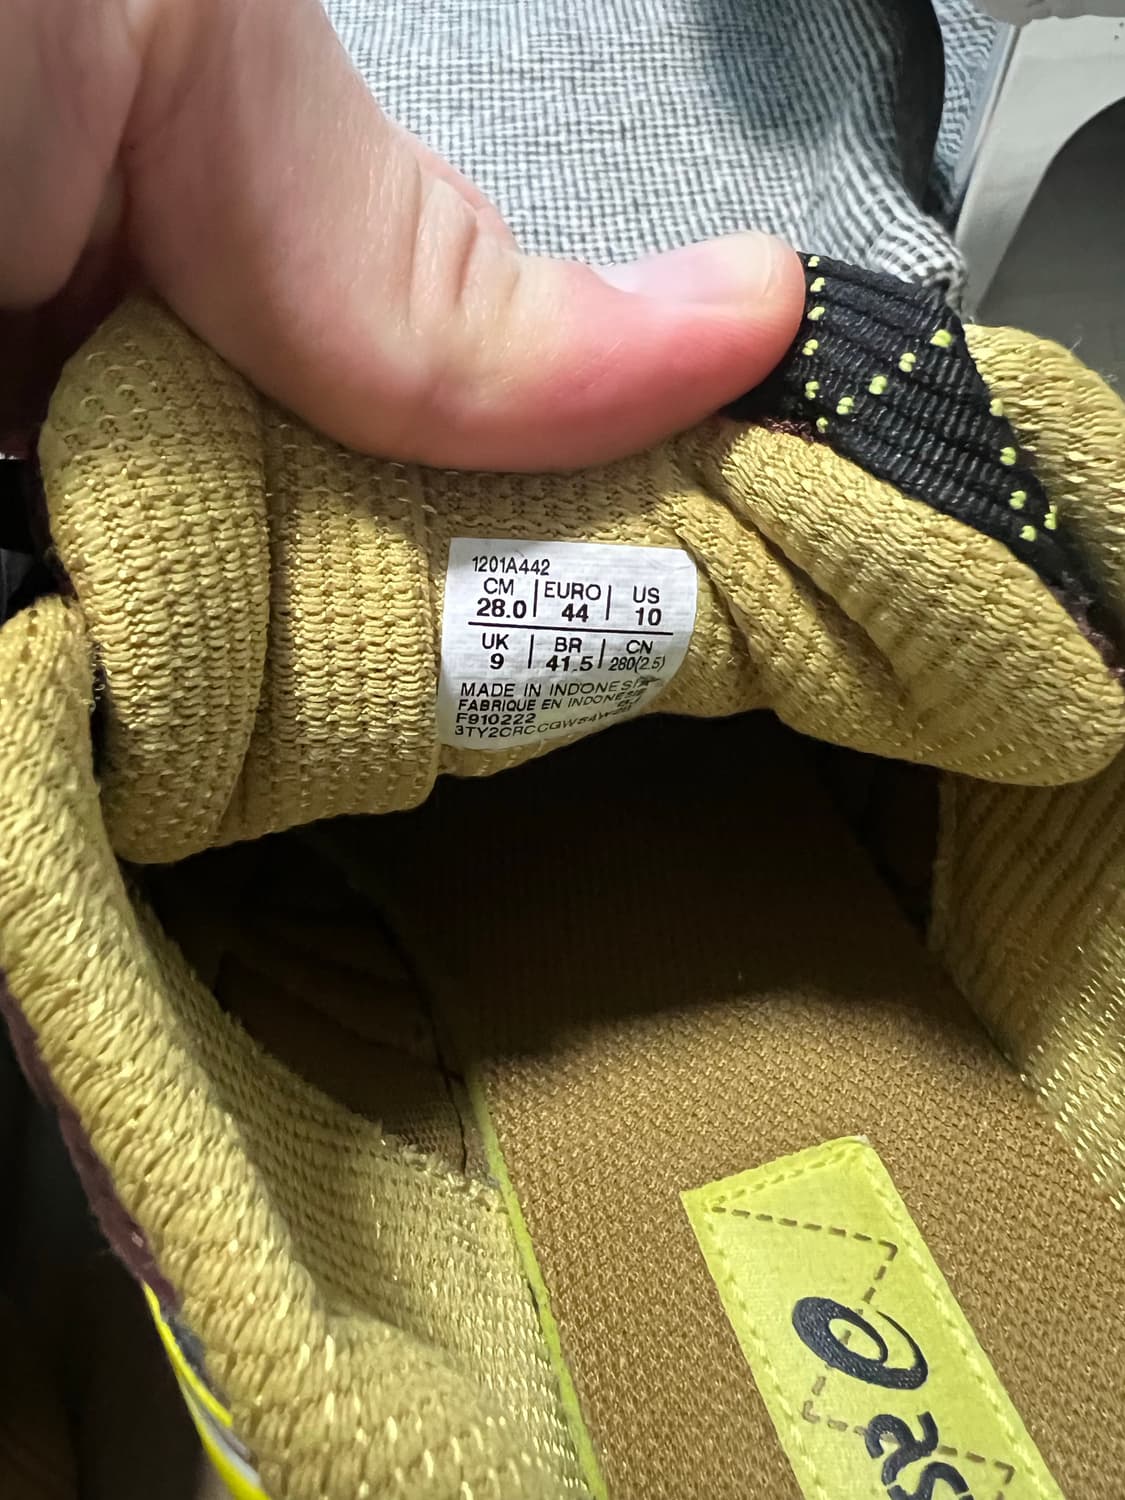 1201A442
CM | EURO | US
28.0 | 44 | 10
UK | BR | CN
9 | 41.5 | 280(2.5)
MADE IN INDONESIA
FABRIQUE EN INDONESIE
F910222